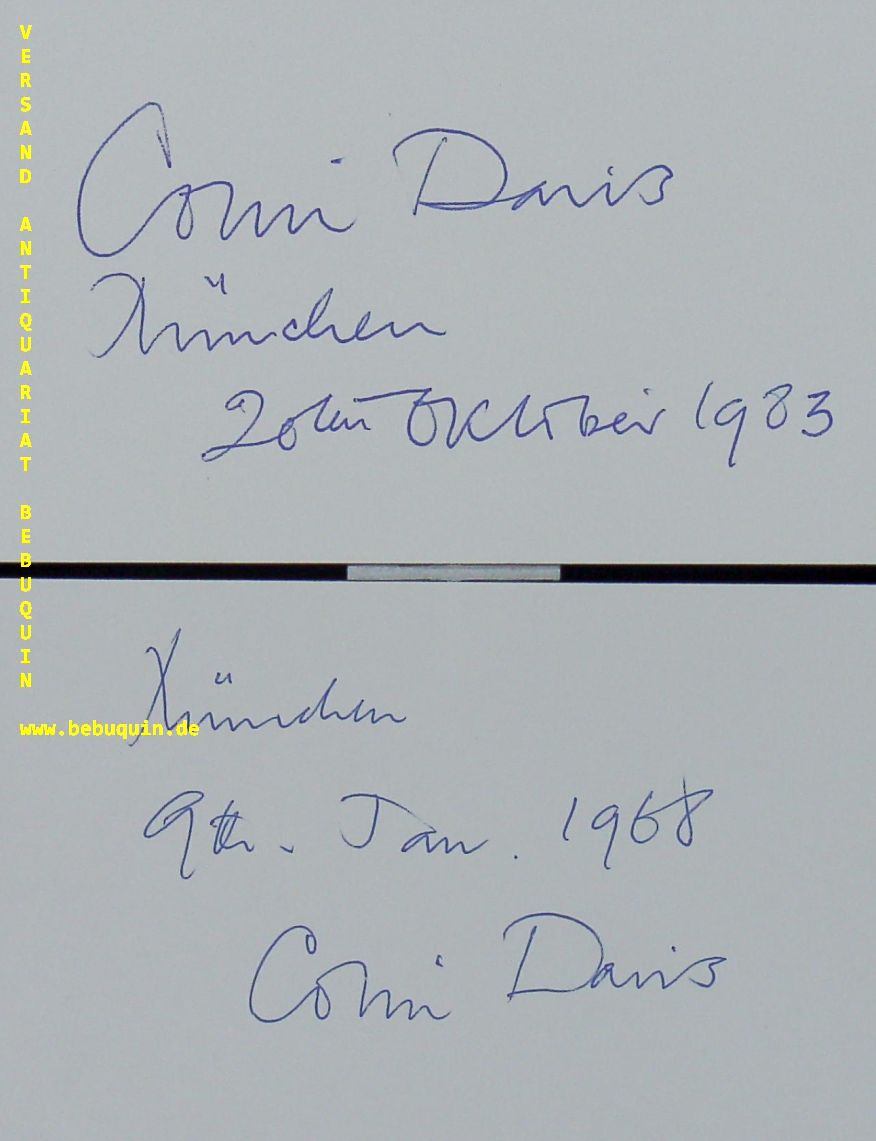 VERSAND ANTIQUARIAT BEBUQUIN
www.bebuquin.de
Colin Davis
München
20th Oktober 1983
München
9th. Jan. 1968
Colin Davis